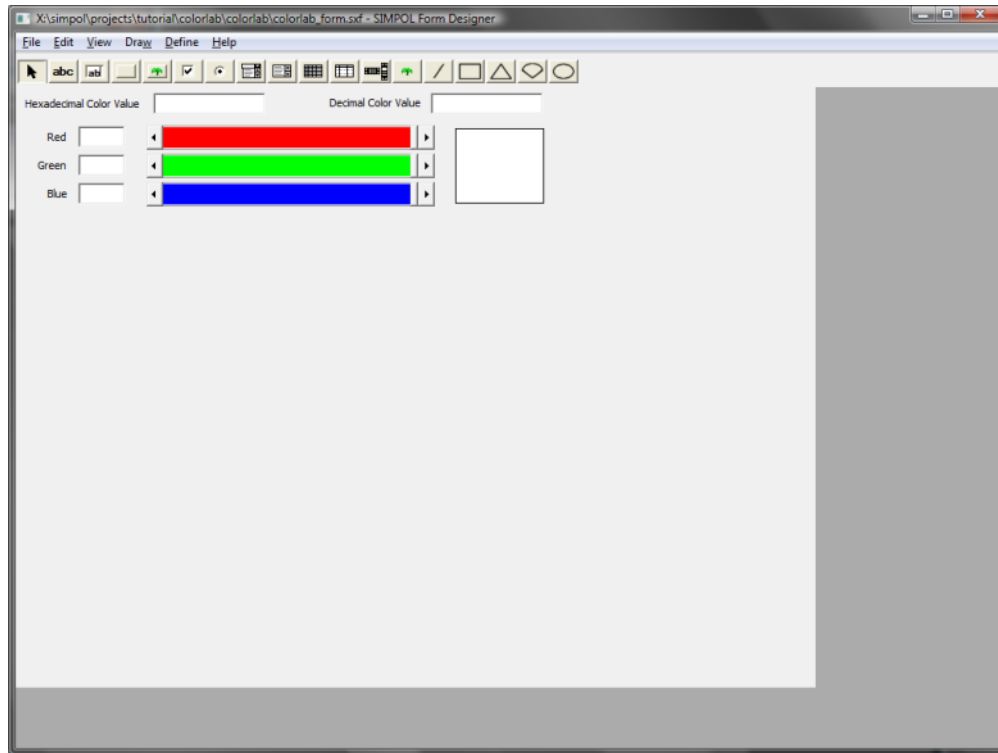 X:\simpol\projects\tutorial\colorlab\colorlab\colorlab_form.sxf - SIMPOL Form Designer
File Edit View Draw Define Help
abc ab
Hexadecimal Color Value Decimal Color Value
Red
Green
Blue